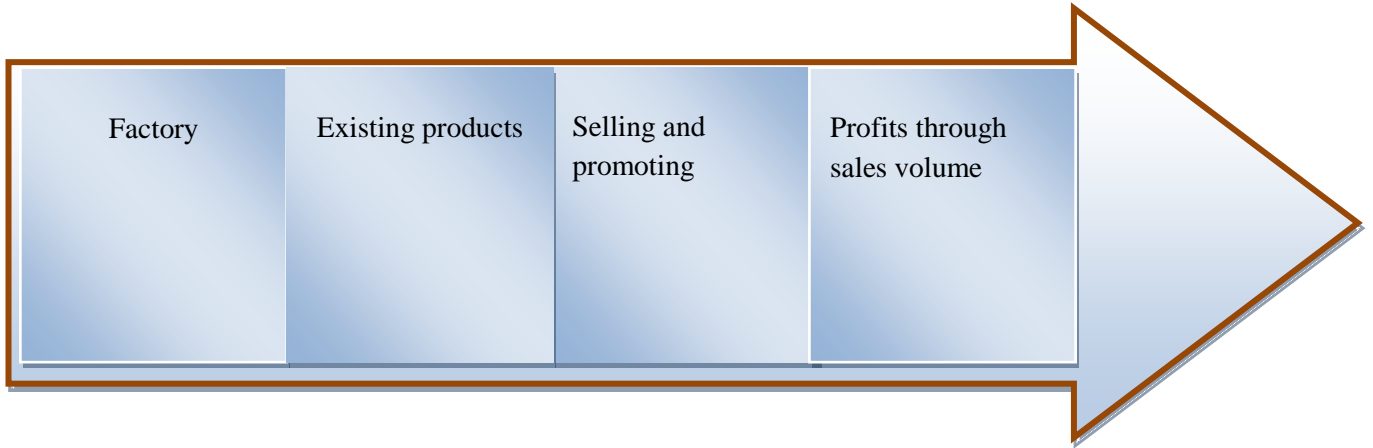 Factory
Existing products
Selling and
promoting
Profits through
sales volume